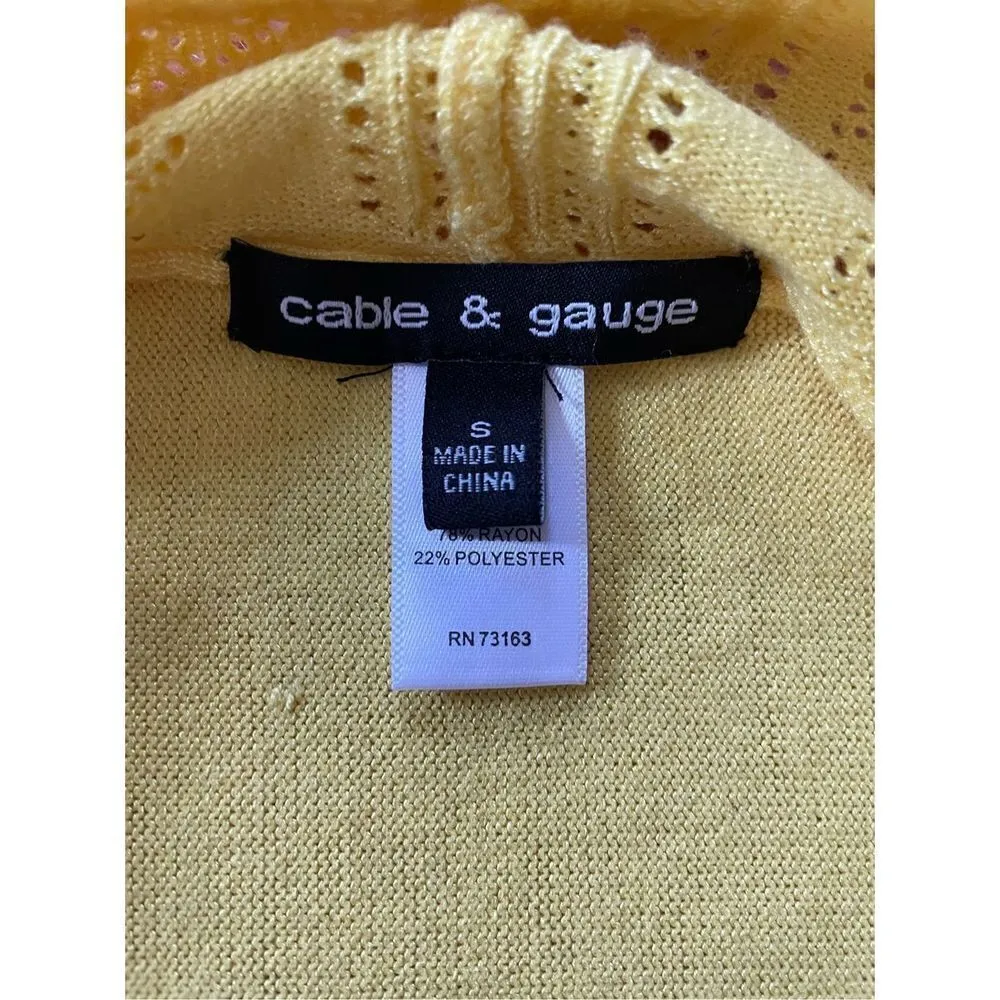 cable & gauge
S
MADE IN
CHINA
78% RAYON
22% POLYESTER
RN 73163